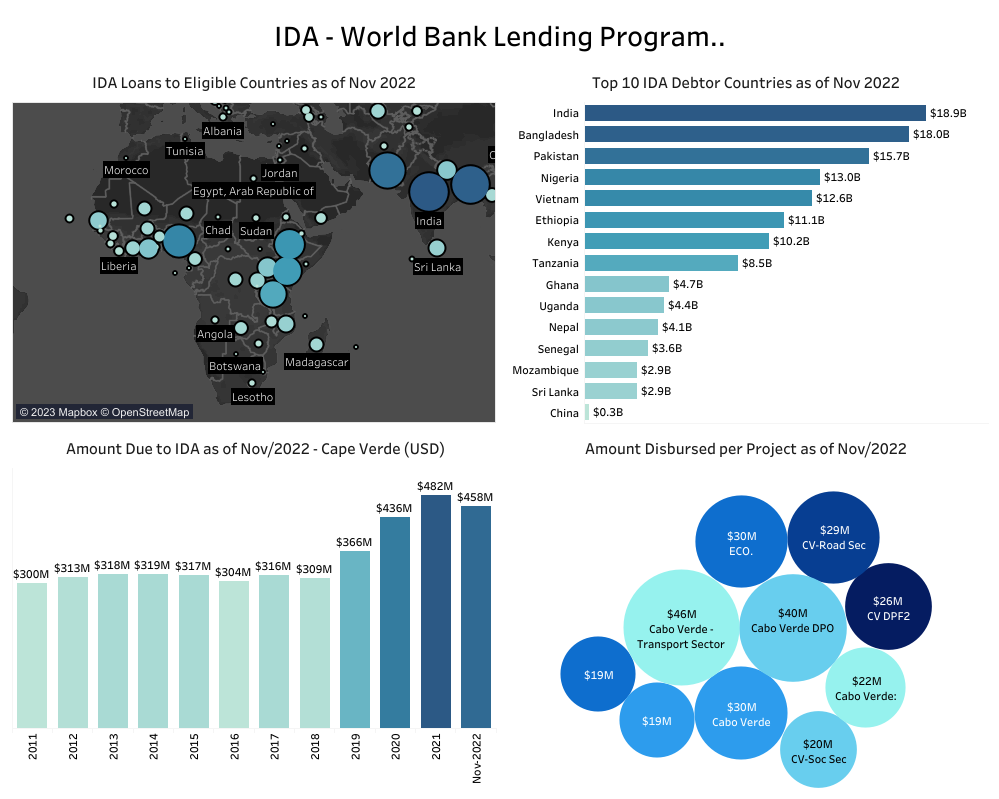 IDA - World Bank Lending Program..
IDA Loans to Eligible Countries as of Nov 2022
Albania
Tunisia
Morocco
Jordan
Egypt, Arab Republic of
C
India
Chad
Sudan
Sri Lanka
Liberia
Angola
Botswana
Madagascar
Lesotho
© 2023 Mapbox © OpenStreetMap
Top 10 IDA Debtor Countries as of Nov 2022
India $18.9B
Bangladesh $18.0B
Pakistan $15.7B
Nigeria $13.0B
Vietnam $12.6B
Ethiopia $11.1B
Kenya $10.2B
Tanzania $8.5B
Ghana $4.7B
Uganda $4.4B
Nepal $4.1B
Senegal $3.6B
Mozambique $2.9B
Sri Lanka $2.9B
China $0.3B
Amount Due to IDA as of Nov/2022 - Cape Verde (USD)
$300M $313M $318M $319M $317M $304M $316M $309M $366M $436M $482M $458M
2011 2012 2013 2014 2015 2016 2017 2018 2019 2020 2021 Nov-2022
Amount Disbursed per Project as of Nov/2022
$30M
ECO.
$29M
CV-Road Sec
$26M
CV DPF2
$46M
Cabo Verde -
Transport Sector
$40M
Cabo Verde DPO
$19M
$22M
Cabo Verde:
$19M
$30M
Cabo Verde
$20M
CV-Soc Sec